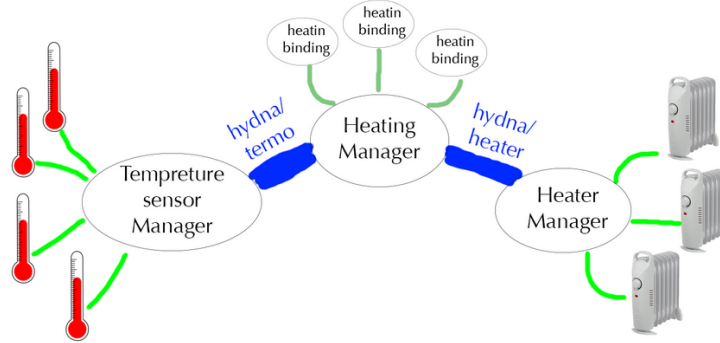 heatin
binding
heatin
binding
heatin
binding
hydna/
termo
Heating
Manager
hydna/
heater
Tempreture
sensor
Manager
Heater
Manager